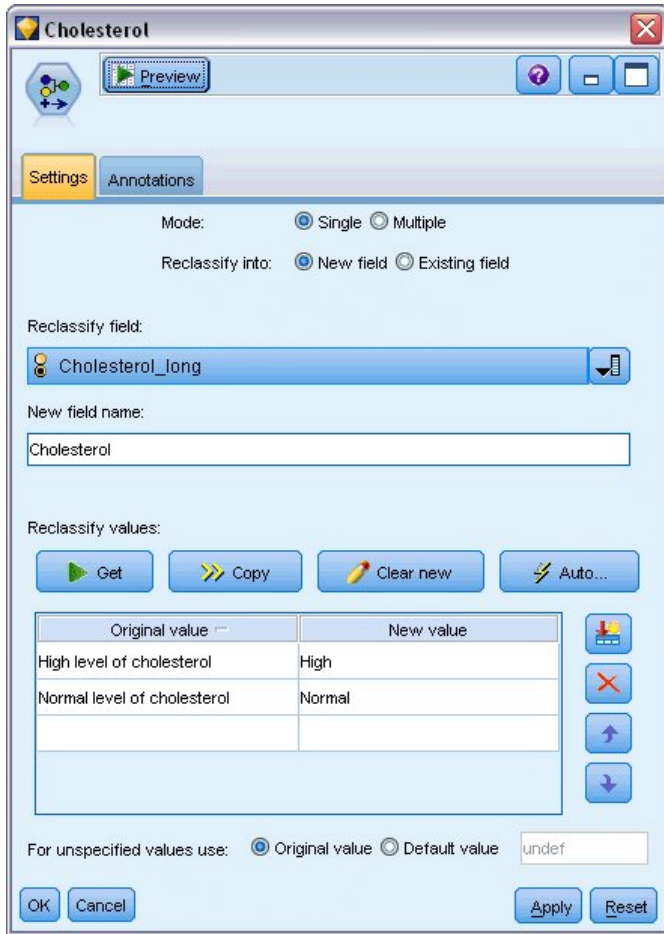 Cholesterol
Preview
Settings Annotations
Mode: Single Multiple
Reclassify into: New field Existing field
Reclassify field:
Cholesterol_long
New field name:
Cholesterol
Reclassify values:
Get Copy Clear new Auto...
Original value New value
High level of cholesterol High
Normal level of cholesterol Normal
For unspecified values use: Original value Default value undef
OK Cancel Apply Reset